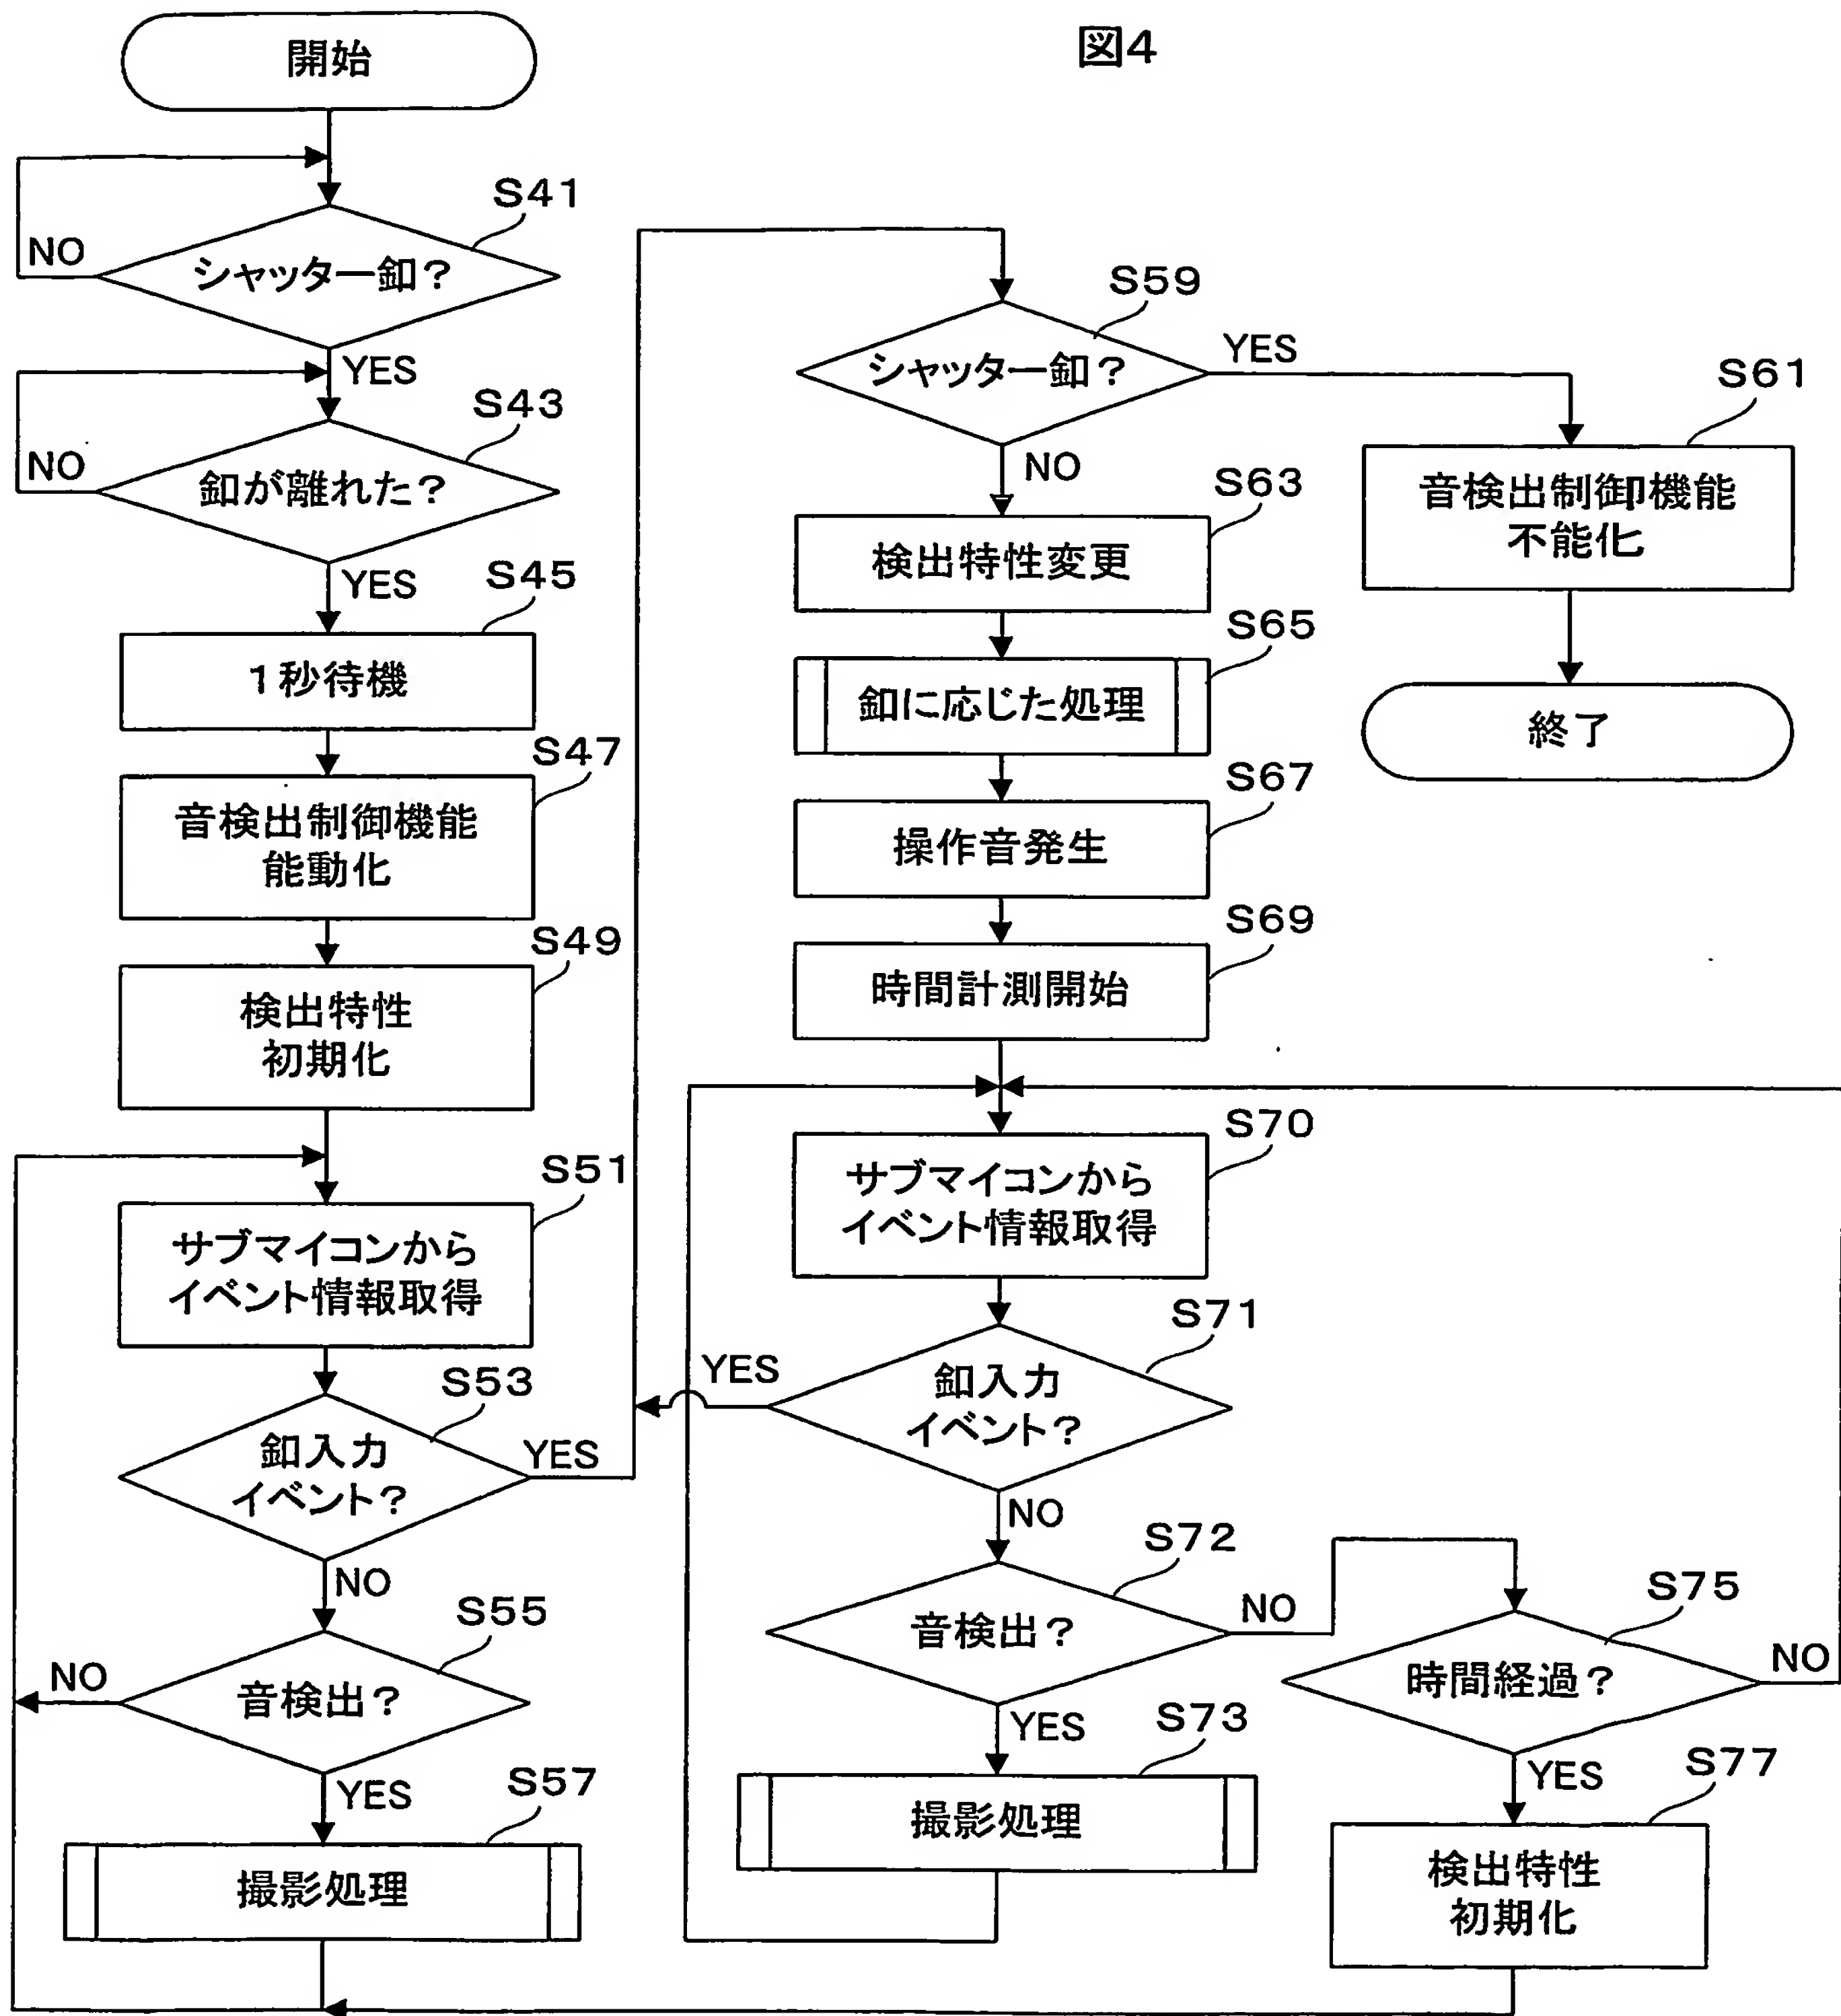 図4
開始
S41
シャッター釦？
NO
YES
S43
釦が離れた？
NO
YES
S45
1秒待機
S47
音検出制御機能
能動化
S49
検出特性
初期化
S51
サブマイコンから
イベント情報取得
S53
釦入力
イベント？
YES
NO
S55
音検出？
NO
YES
S57
撮影処理
S59
シャッター釦？
YES
NO
S61
音検出制御機能
不能化
終了
S63
検出特性変更
S65
釦に応じた処理
S67
操作音発生
S69
時間計測開始
S70
サブマイコンから
イベント情報取得
S71
釦入力
イベント？
YES
NO
S72
音検出？
NO
YES
S73
撮影処理
S75
時間経過？
NO
YES
S77
検出特性
初期化